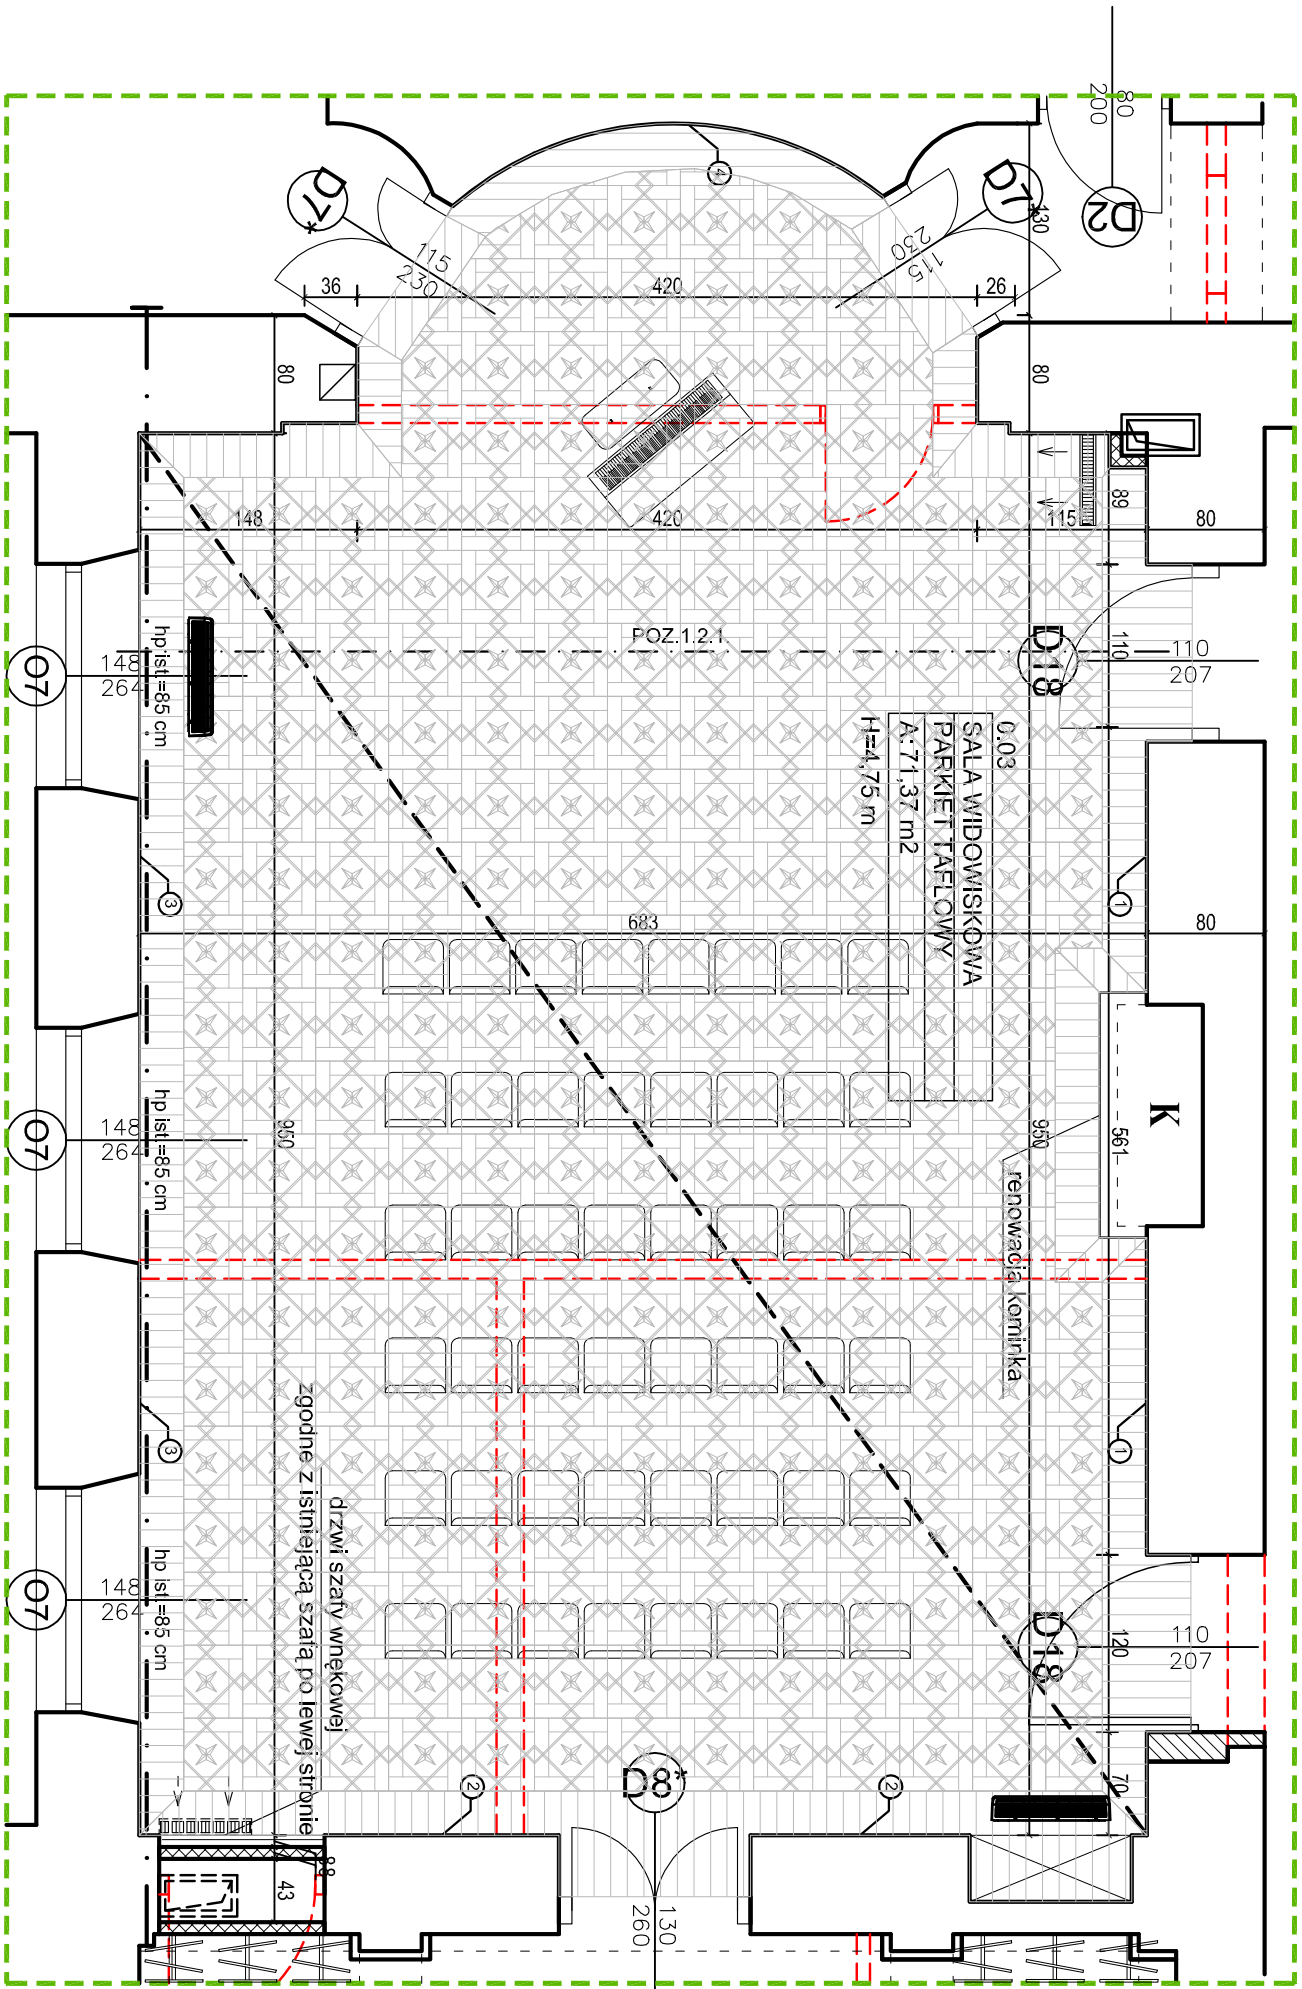 80
200
D2
D7*
D7*
4
130
115
230
115
230
36
420
26
1
80
80
148
420
115
80
89
POZ.1.2.1.
O7
148
264
hp ist.=85 cm
D18
110
110
207
0.03
SALA WIDOWISKOWA
PARKIET TAFLOWY
A: 71,37 m2
H=4,75 m
3
1
683
80
K
561
950
950
renowacja kominka
O7
148
264
hp ist.=85 cm
3
1
drzwi szafy wnękowej
zgodne z istniejącą szafą po lewej stronie
O7
148
264
hp ist.=85 cm
D18
120
110
207
2
D8*
2
70
88
43
130
260